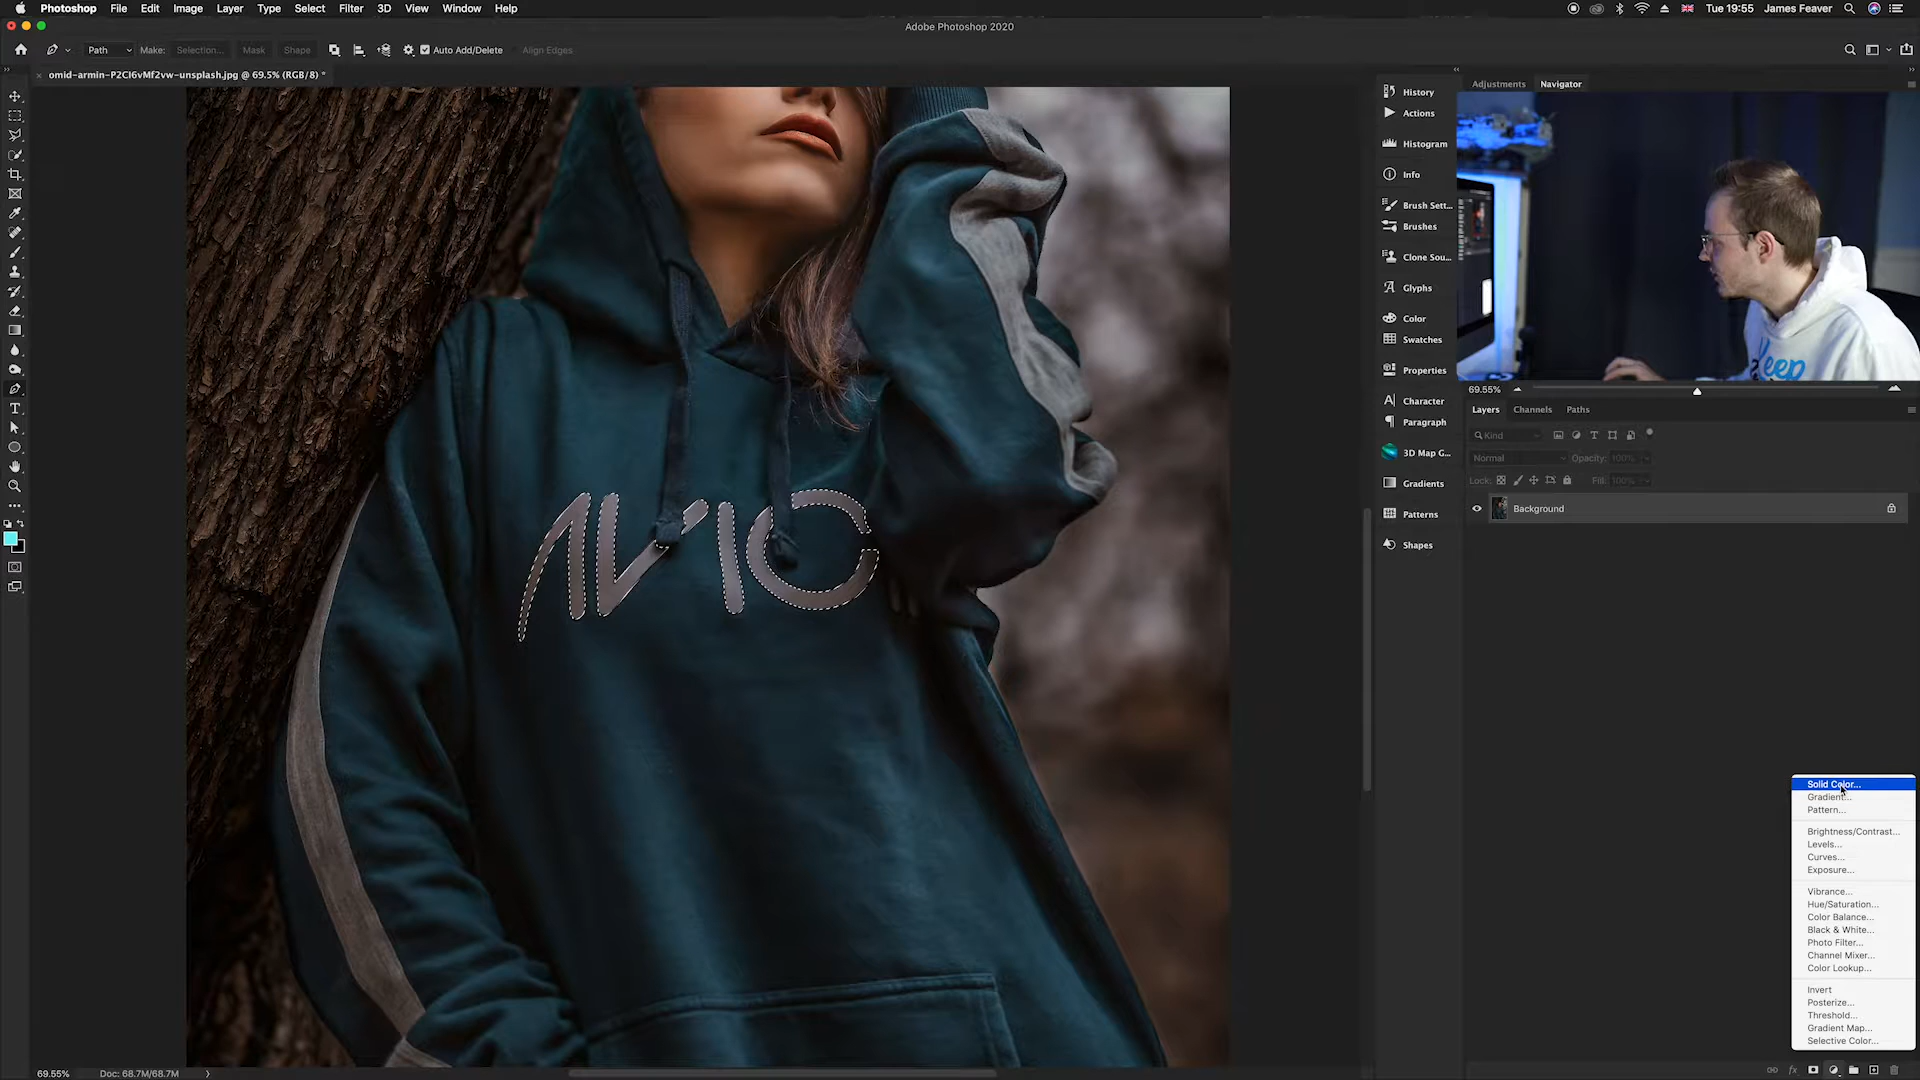 Photoshop File Edit Image Layer Type Select Filter 3D View Window Help
Tue 19:55 James Feaver
Adobe Photoshop 2020
Path Make: Selection... Mask Shape Auto Add/Delete Align Edges
omid-armin-P2CI6vMf2vw-unsplash.jpg @ 69.5% (RGB/8) *
AVIO
History
Actions
Histogram
Info
Brush Sett...
Brushes
Clone Sou...
Glyphs
Color
Swatches
Properties
Character
Paragraph
3D Map G...
Gradients
Patterns
Shapes
Adjustments Navigator
69.55%
Layers Channels Paths
Kind
Normal Opacity: 100%
Lock: Fill: 100%
Background
Solid Color...
Gradient...
Pattern...
Brightness/Contrast...
Levels...
Curves...
Exposure...
Vibrance...
Hue/Saturation...
Color Balance...
Black & White...
Photo Filter...
Channel Mixer...
Color Lookup...
Invert
Posterize...
Threshold...
Gradient Map...
Selective Color...
69.55% Doc: 68.7M/68.7M